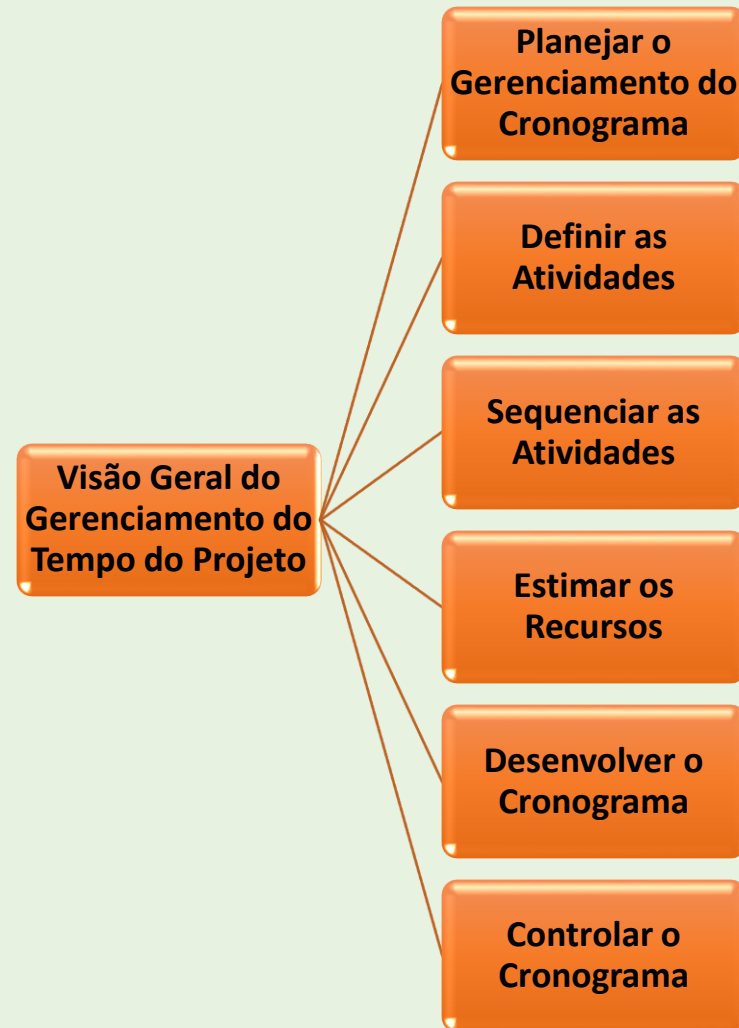 Planejar o
Gerenciamento do
Cronograma
Definir as
Atividades
Sequenciar as
Atividades
Visão Geral do
Gerenciamento do
Tempo do Projeto
Estimar os
Recursos
Desenvolver o
Cronograma
Controlar o
Cronograma